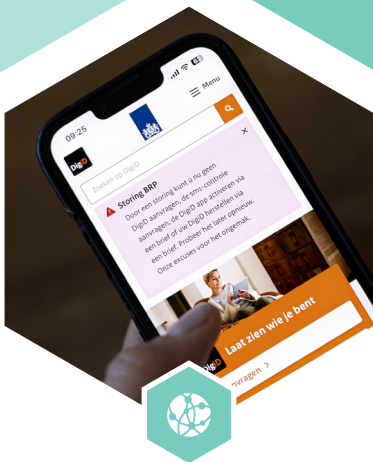 09:25
Menu
DigiD
Zoeken op DigiD
Storing BRP
Door een storing kunt u nu geen
DigiD aanvragen, de sms-controle
aanvragen, de DigiD app activeren via
een brief of uw DigiD herstellen via
een brief. Probeer het later opnieuw.
Onze excuses voor het ongemak.
Laat zien wie je bent